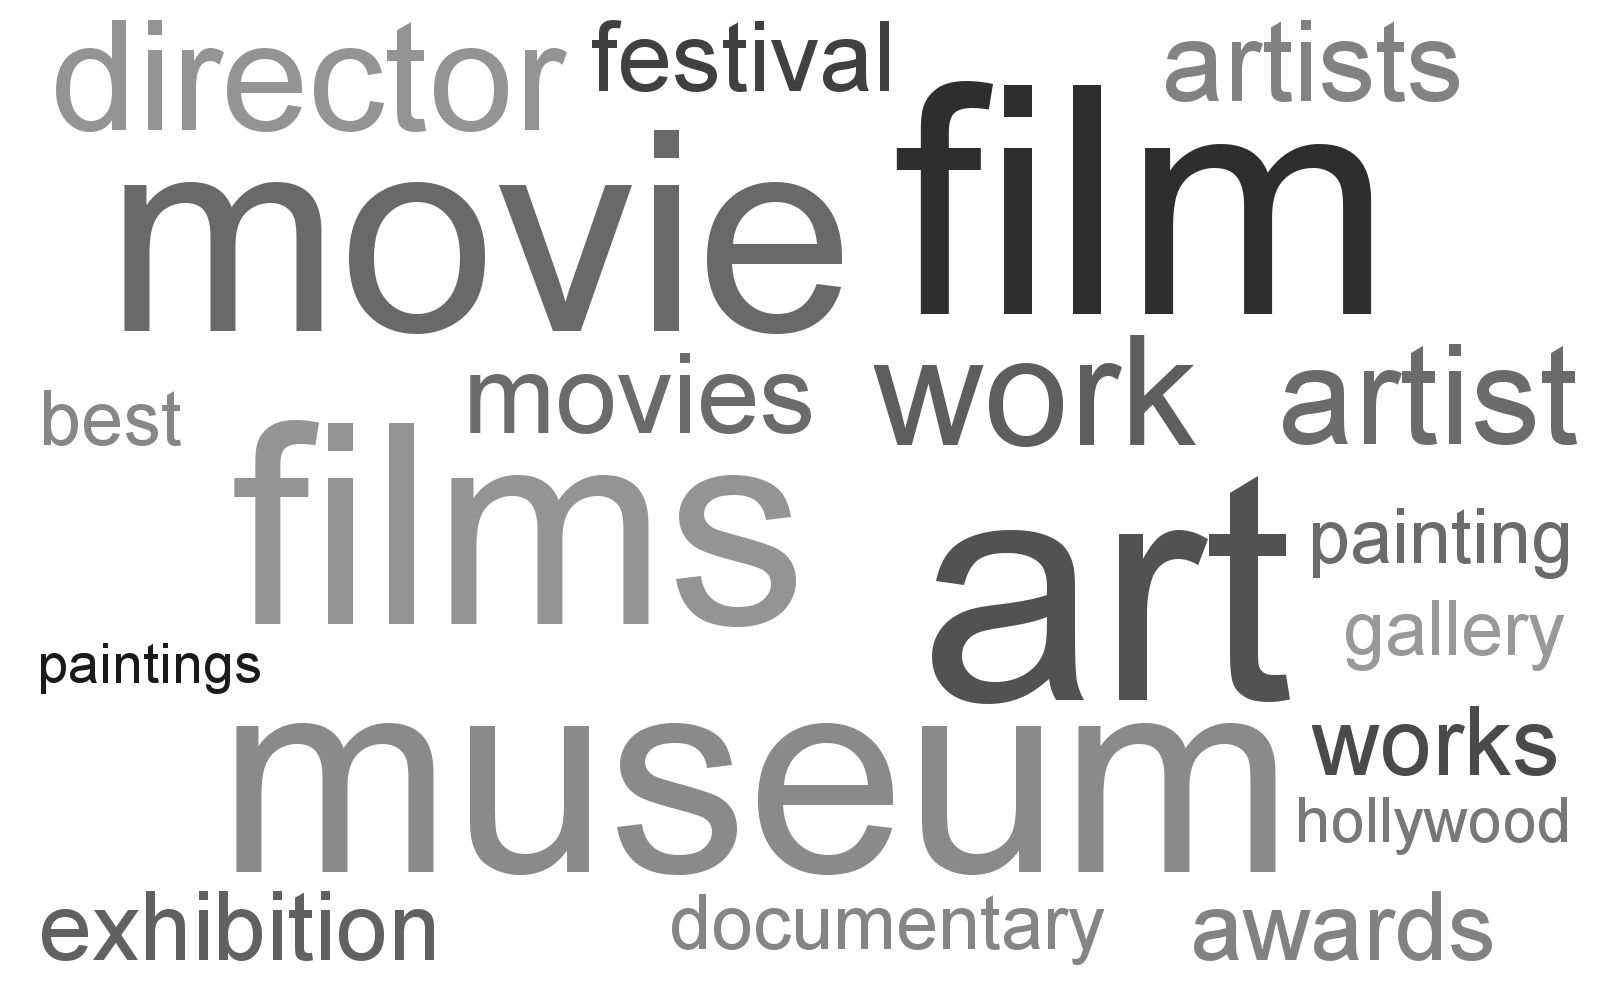 director festival artists
movie film
best movies work artist
films art painting
gallery
paintings
museum works
hollywood
exhibition documentary awards